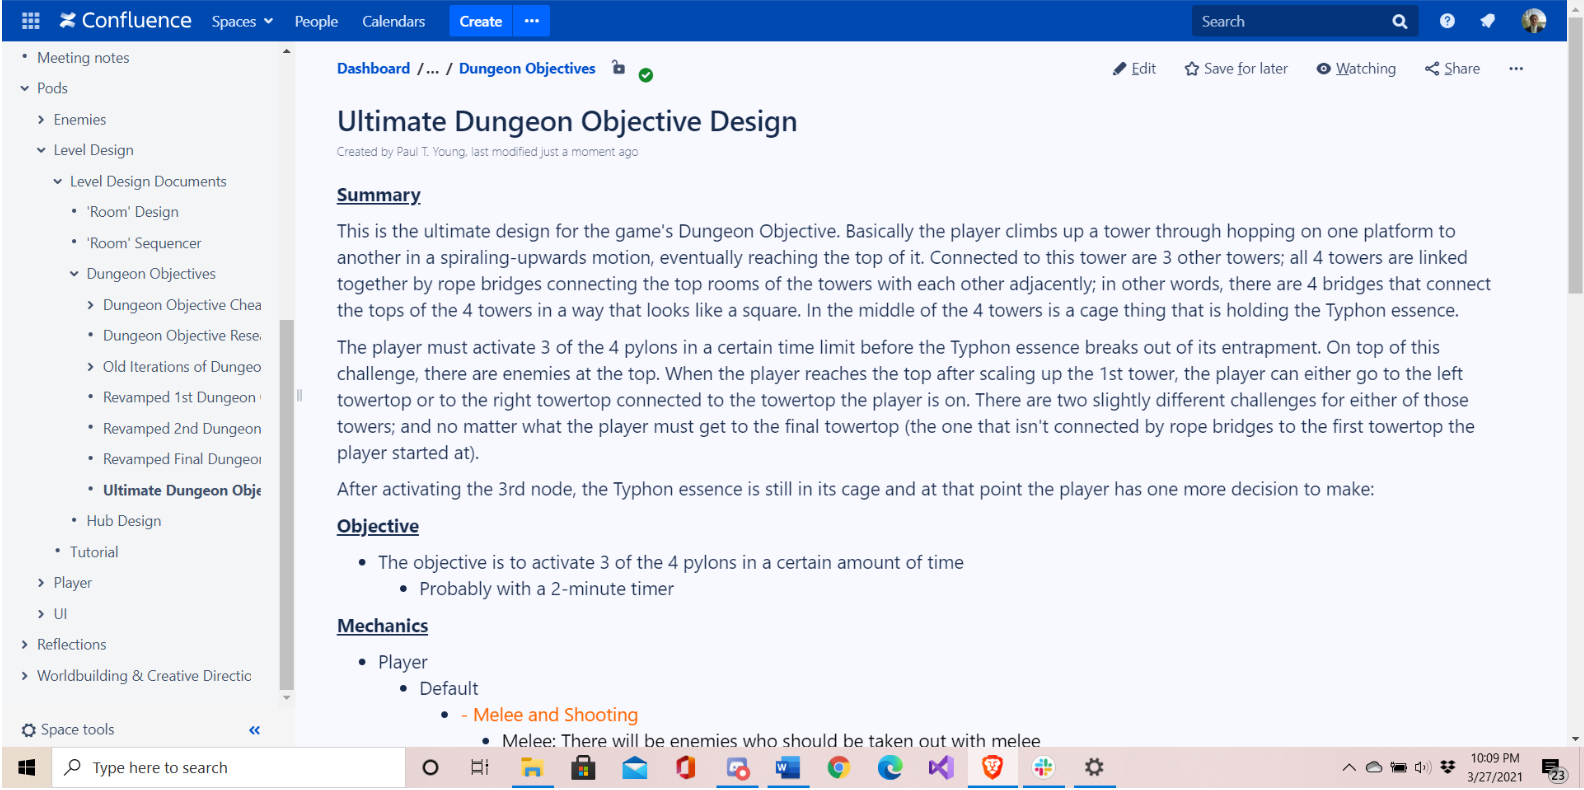 Confluence Spaces People Calendars Create ··· Search
Meeting notes
Pods
Enemies
Level Design
Level Design Documents
'Room' Design
'Room' Sequencer
Dungeon Objectives
Dungeon Objective Chea
Dungeon Objective Rese
Old Iterations of Dungeo
Revamped 1st Dungeon
Revamped 2nd Dungeon
Revamped Final Dungeo
Ultimate Dungeon Obje
Hub Design
Tutorial
Player
UI
Reflections
Worldbuilding & Creative Directio
Space tools
Dashboard /... / Dungeon Objectives
Edit Save for later Watching Share ···
Ultimate Dungeon Objective Design
Created by Paul T. Young, last modified just a moment ago
Summary
This is the ultimate design for the game's Dungeon Objective. Basically the player climbs up a tower through hopping on one platform to
another in a spiraling-upwards motion, eventually reaching the top of it. Connected to this tower are 3 other towers; all 4 towers are linked
together by rope bridges connecting the top rooms of the towers with each other adjacently; in other words, there are 4 bridges that connect
the tops of the 4 towers in a way that looks like a square. In the middle of the 4 towers is a cage thing that is holding the Typhon essence.
The player must activate 3 of the 4 pylons in a certain time limit before the Typhon essence breaks out of its entrapment. On top of this
challenge, there are enemies at the top. When the player reaches the top after scaling up the 1st tower, the player can either go to the left
towertop or to the right towertop connected to the towertop the player is on. There are two slightly different challenges for either of those
towers; and no matter what the player must get to the final towertop (the one that isn't connected by rope bridges to the first towertop the
player started at).
After activating the 3rd node, the Typhon essence is still in its cage and at that point the player has one more decision to make:
Objective
• The objective is to activate 3 of the 4 pylons in a certain amount of time
• Probably with a 2-minute timer
Mechanics
• Player
• Default
• - Melee and Shooting
• Melee: There will be enemies who should be taken out with melee
Type here to search
10:09 PM
3/27/2021
23